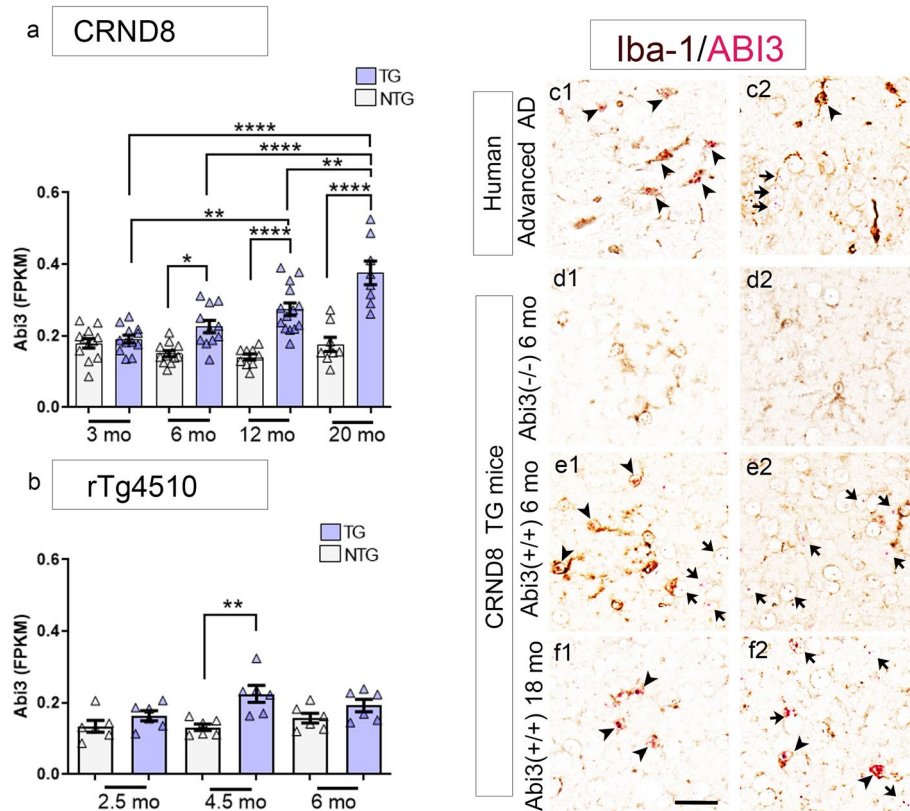 a
CRND8
TG
NTG
****
****
**
**
****
*
****
Abi3 (FPKM)
0.6
0.4
0.2
0.0
3 mo
6 mo
12 mo
20 mo
b
rTg4510
TG
NTG
**
Abi3 (FPKM)
0.6
0.4
0.2
0.0
2.5 mo
4.5 mo
6 mo
Iba-1/ABI3
Human
Advanced AD
c1
c2
CRND8 TG mice
Abi3(-/-) 6 mo
d1
d2
Abi3(+/+) 6 mo
e1
e2
Abi3(+/+) 18 mo
f1
f2